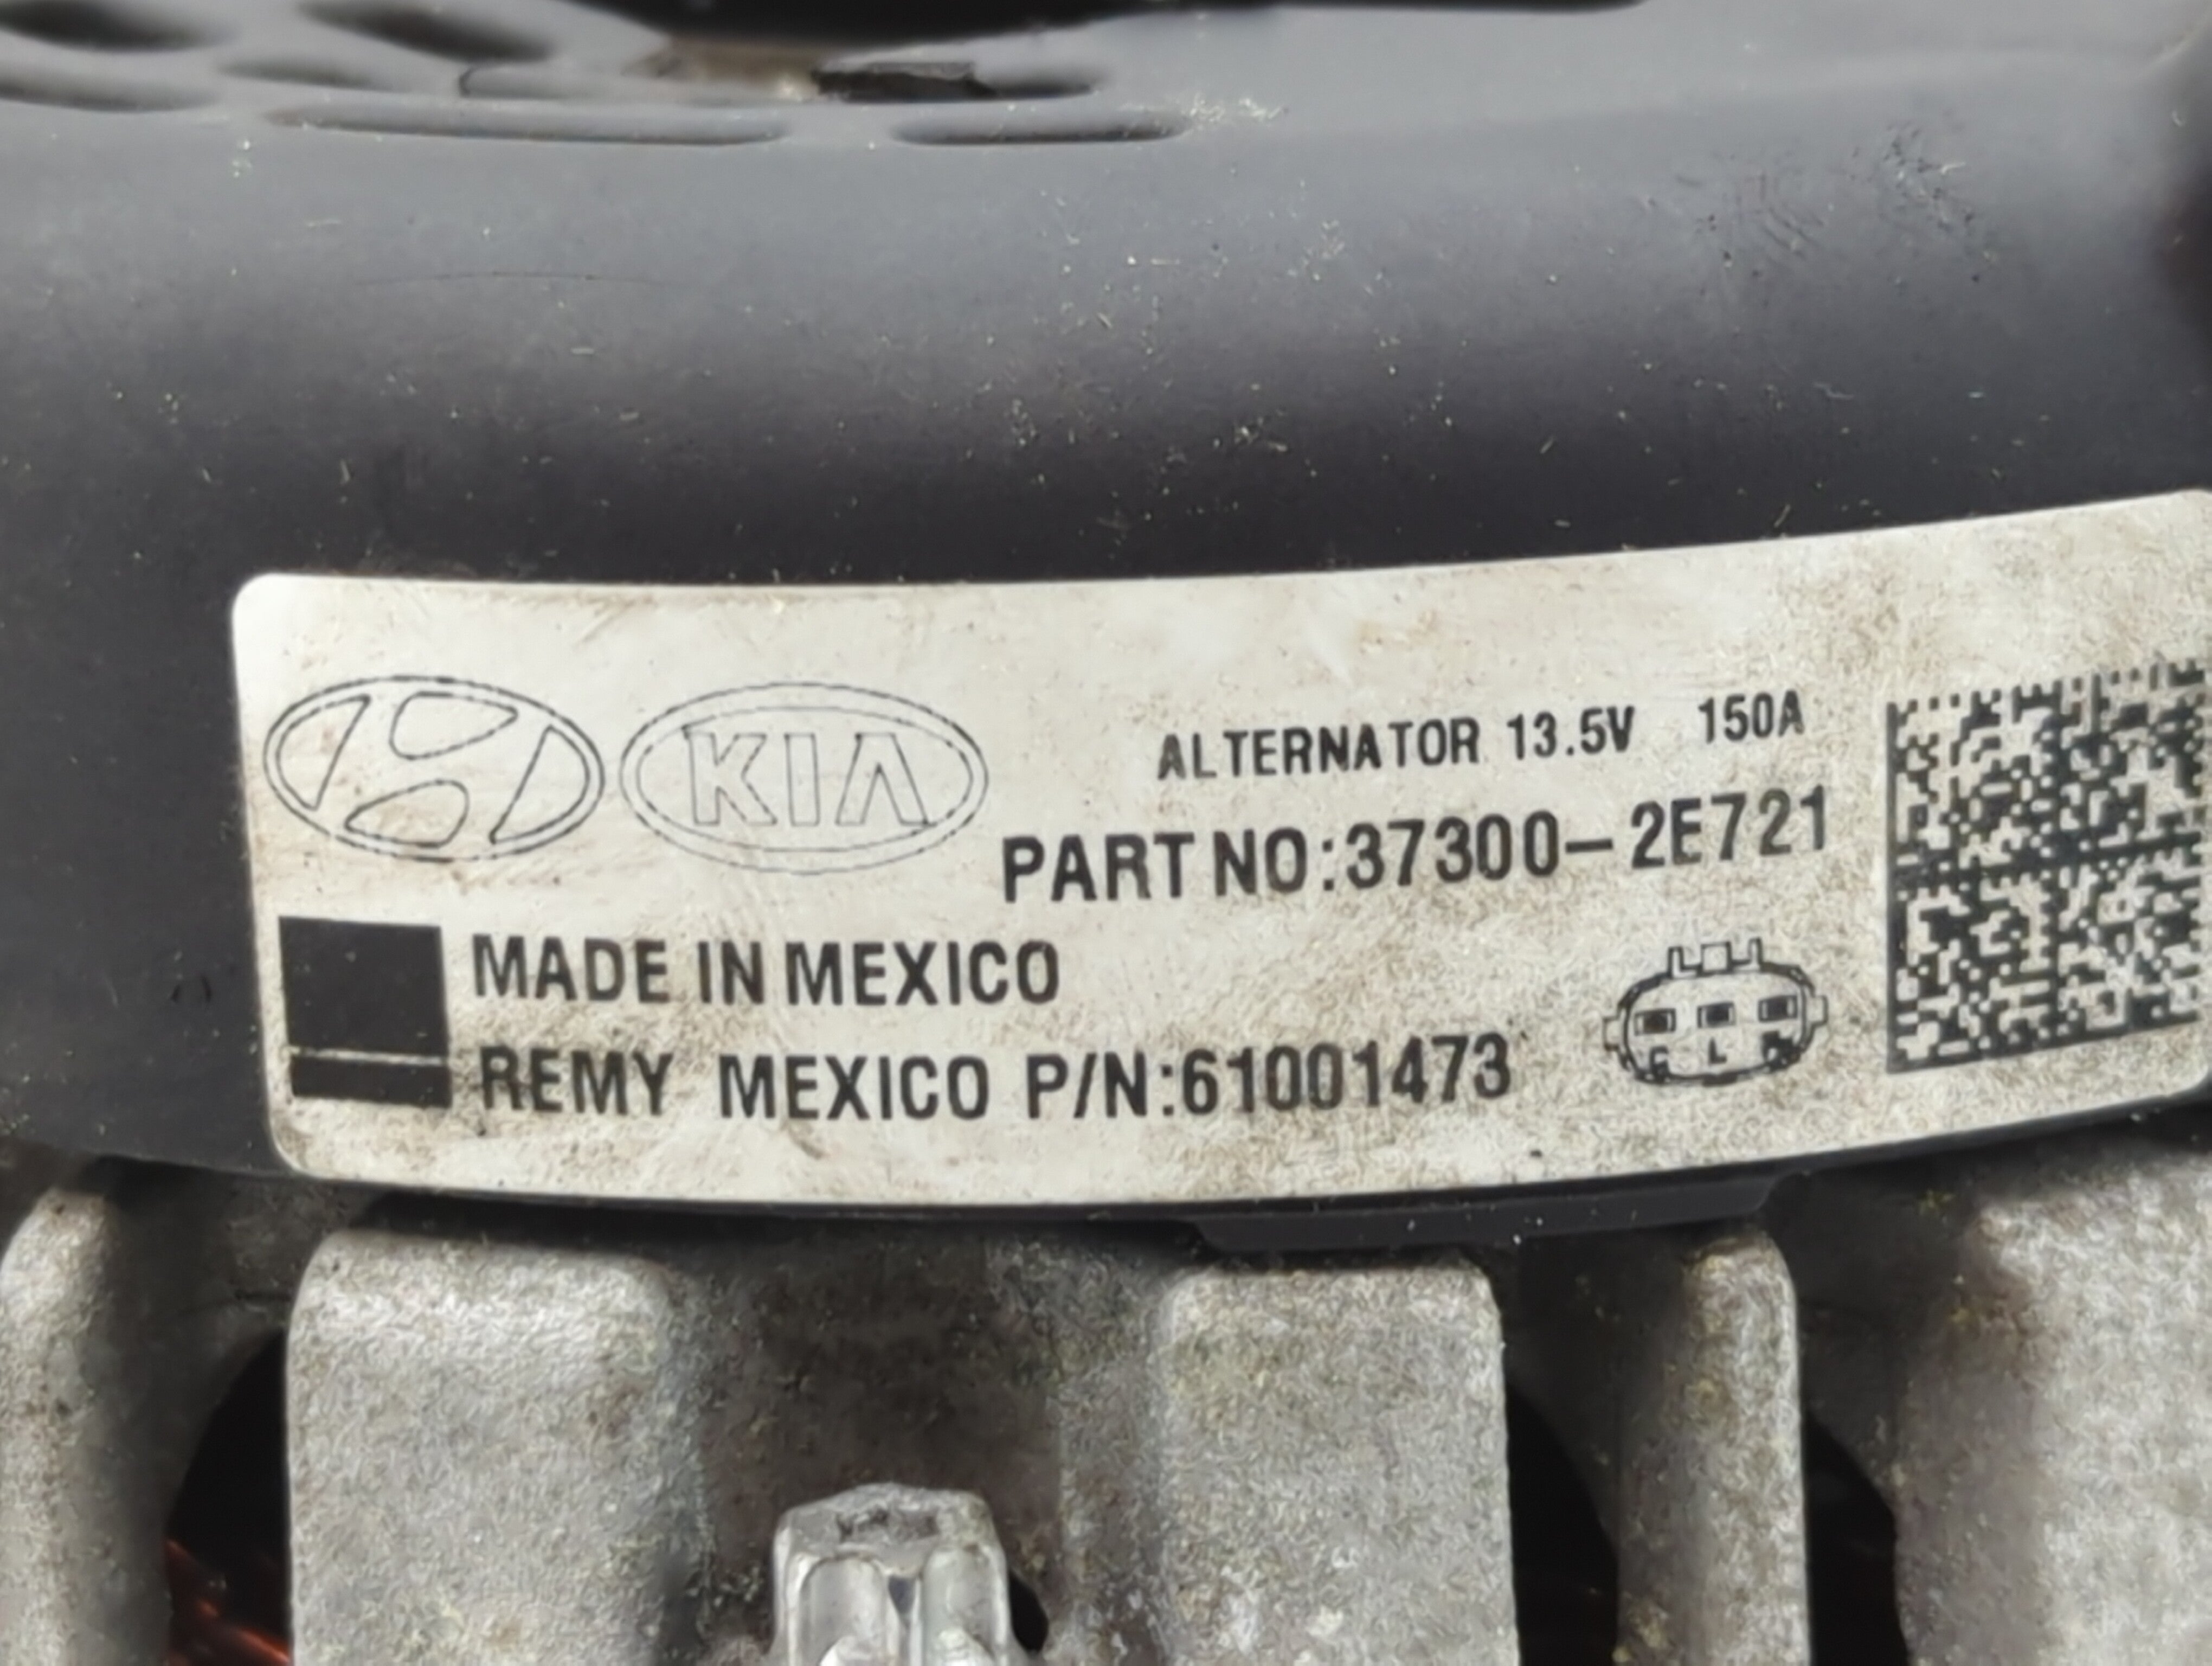 KIA
ALTERNATOR 13.5V 150A
PART NO:37300-2E721
MADE IN MEXICO
REMY MEXICO P/N:61001473
C L